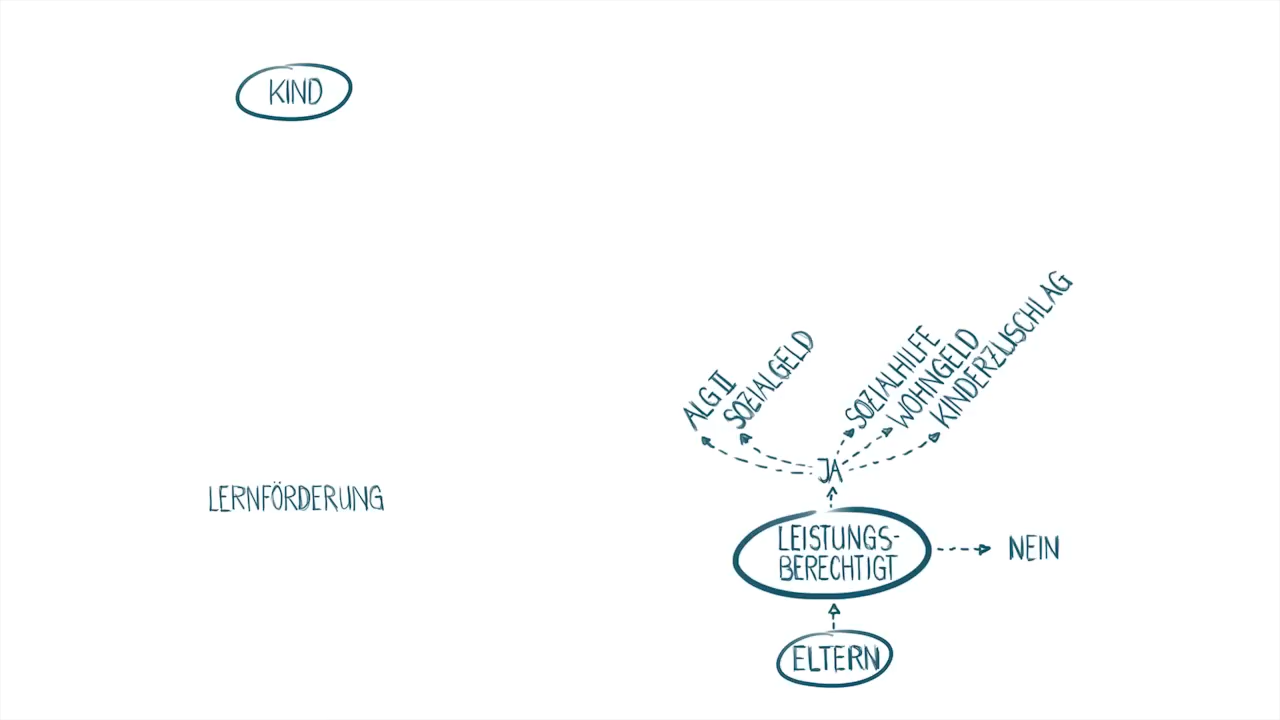 KIND
ALG II
SOZIALGELD
SOZIALHILFE
WOHNGELD
KINDERZUSCHLAG
JA
LERNFÖRDERUNG
LEISTUNGS-
BERECHTIGT
NEIN
ELTERN